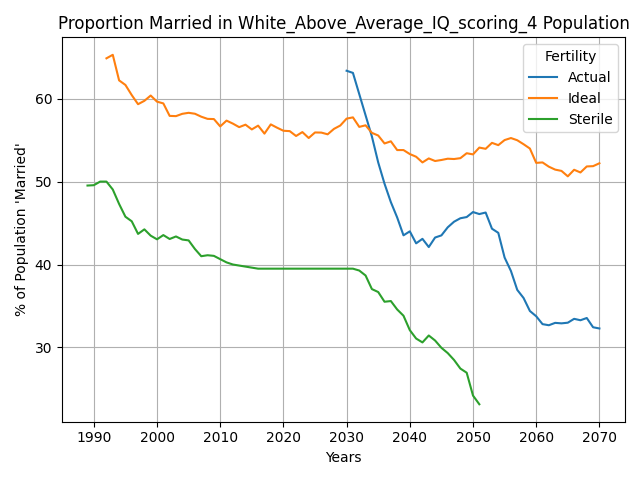 Proportion Married in White_Above_Average_IQ_scoring_4 Population
Fertility
Actual
Ideal
Sterile
% of Population 'Married'
60
50
40
30
1990 2000 2010 2020 2030 2040 2050 2060 2070
Years